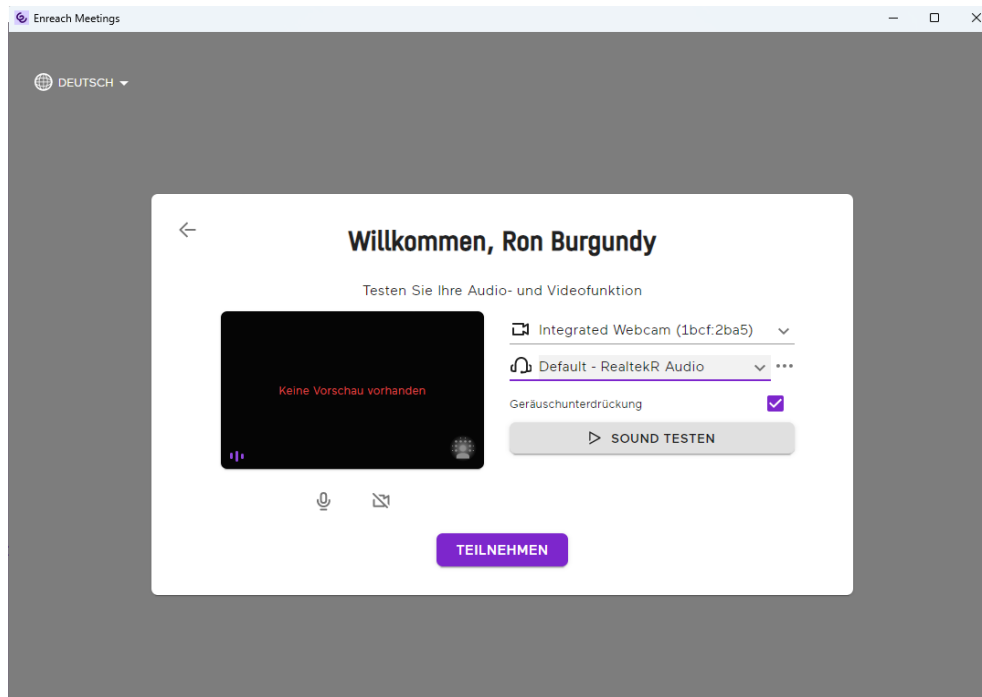 Enreach Meetings
DEUTSCH
Willkommen, Ron Burgundy
Testen Sie Ihre Audio- und Videofunktion
Integrated Webcam (1bcf:2ba5)
Default - RealtekR Audio
Keine Vorschau vorhanden
Geräuschunterdrückung
SOUND TESTEN
TEILNEHMEN